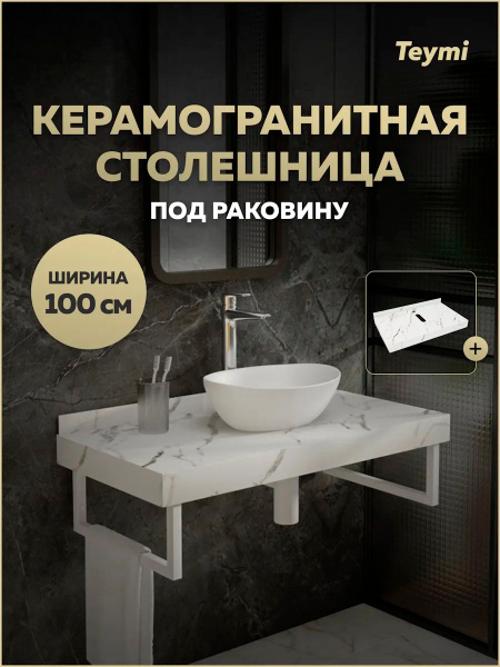 Teymi
КЕРАМОГРАНИТНАЯ
СТОЛЕШНИЦА
ПОД РАКОВИНУ
ШИРИНА
100 см
+